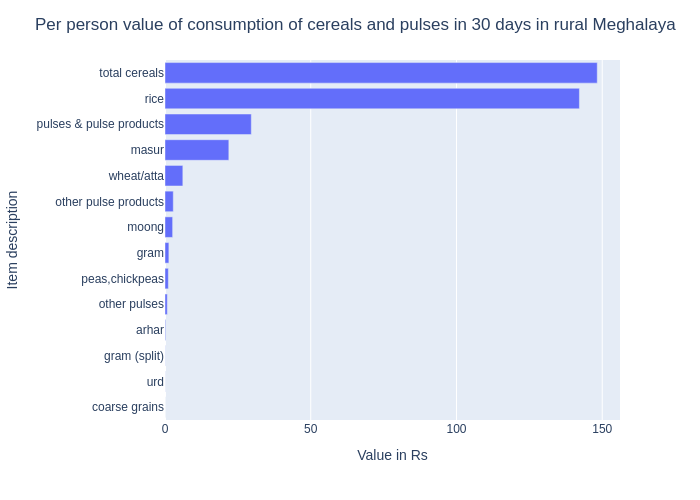 Per person value of consumption of cereals and pulses in 30 days in rural Meghalaya
total cereals
rice
pulses & pulse products
masur
wheat/atta
other pulse products
moong
gram
peas,chickpeas
other pulses
arhar
gram (split)
urd
coarse grains
Item description
0 50 100 150
Value in Rs